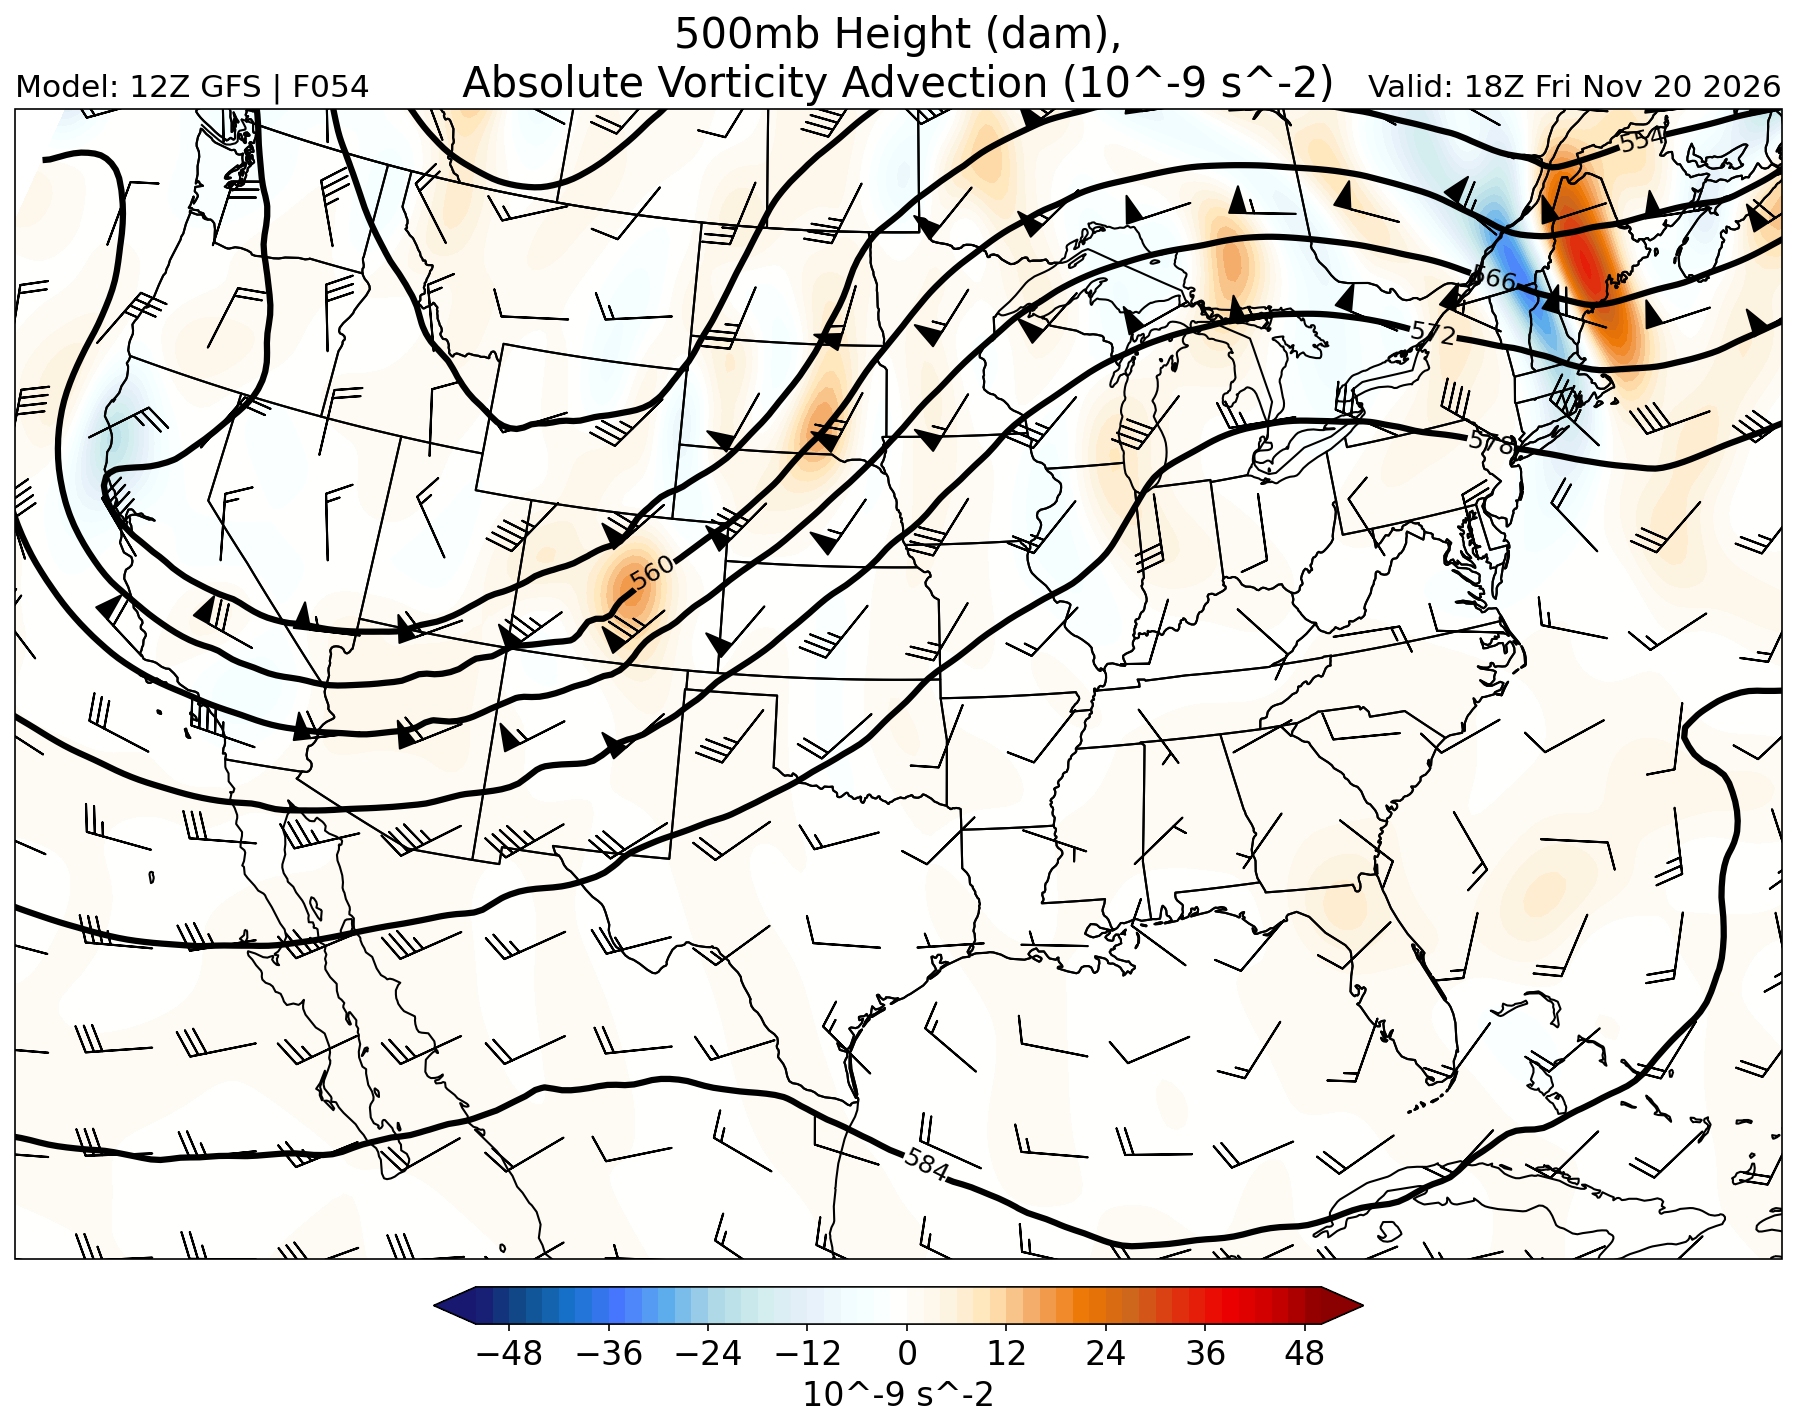 500mb Height (dam),
Model: 12Z GFS | F054
Absolute Vorticity Advection (10^-9 s^-2)
Valid: 18Z Fri Nov 20 2026
554
566
572
578
560
584
−48 −36 −24 −12 0 12 24 36 48
10^-9 s^-2